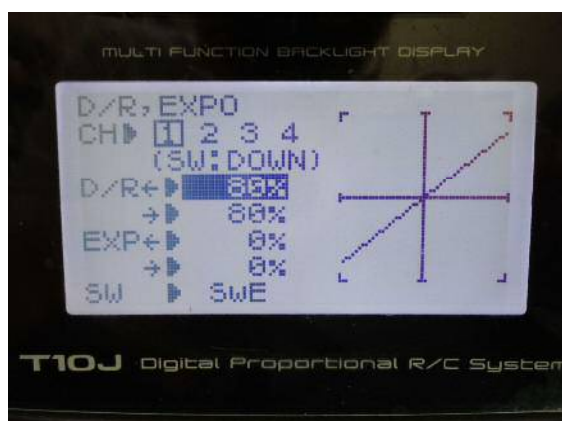 MULTI FUNCTION BACKLIGHT DISPLAY
D/R,EXPO
CH▶ 1 2 3 4
(SW:DOWN)
D/R←▶ 80%
→▶ 80%
EXP←▶ 0%
→▶ 0%
SW ▶ SwE
T10J Digital Proportional R/C System